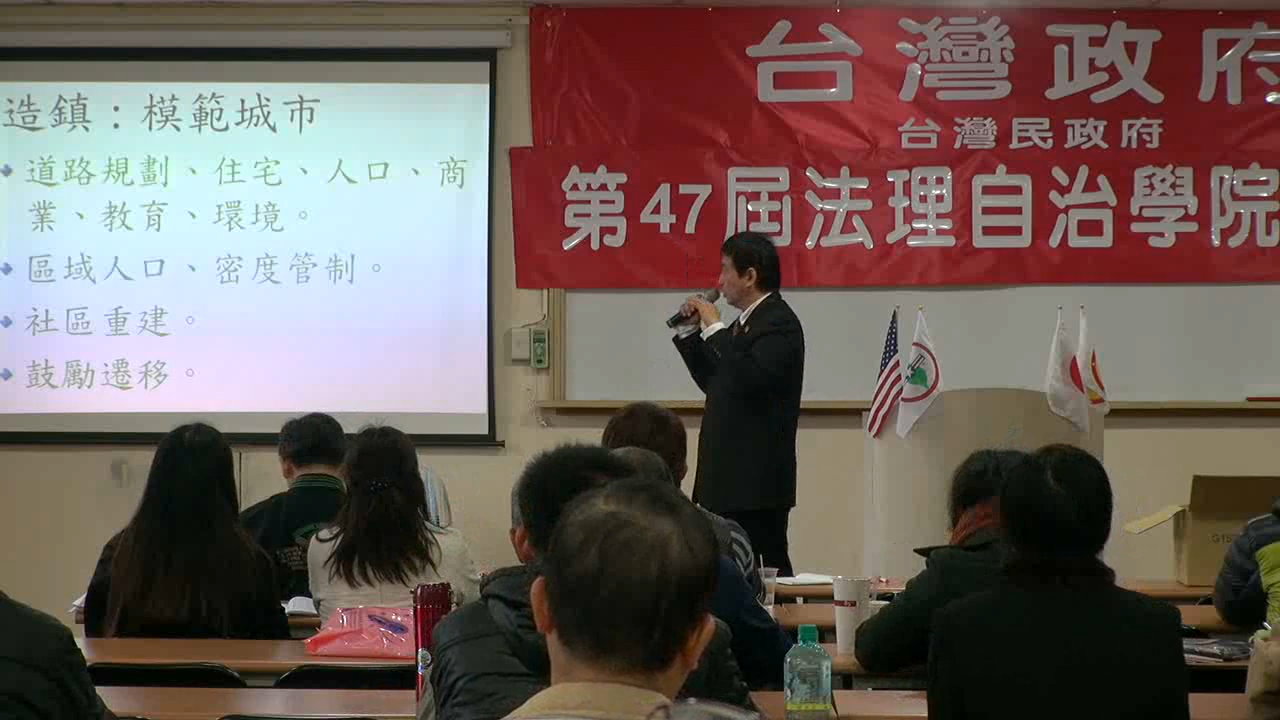 造鎮：模範城市
道路規劃、住宅、人口、商
業、教育、環境。
區域人口、密度管制。
社區重建。
鼓勵遷移。
台灣政府
台灣民政府
第47屆法理自治學院